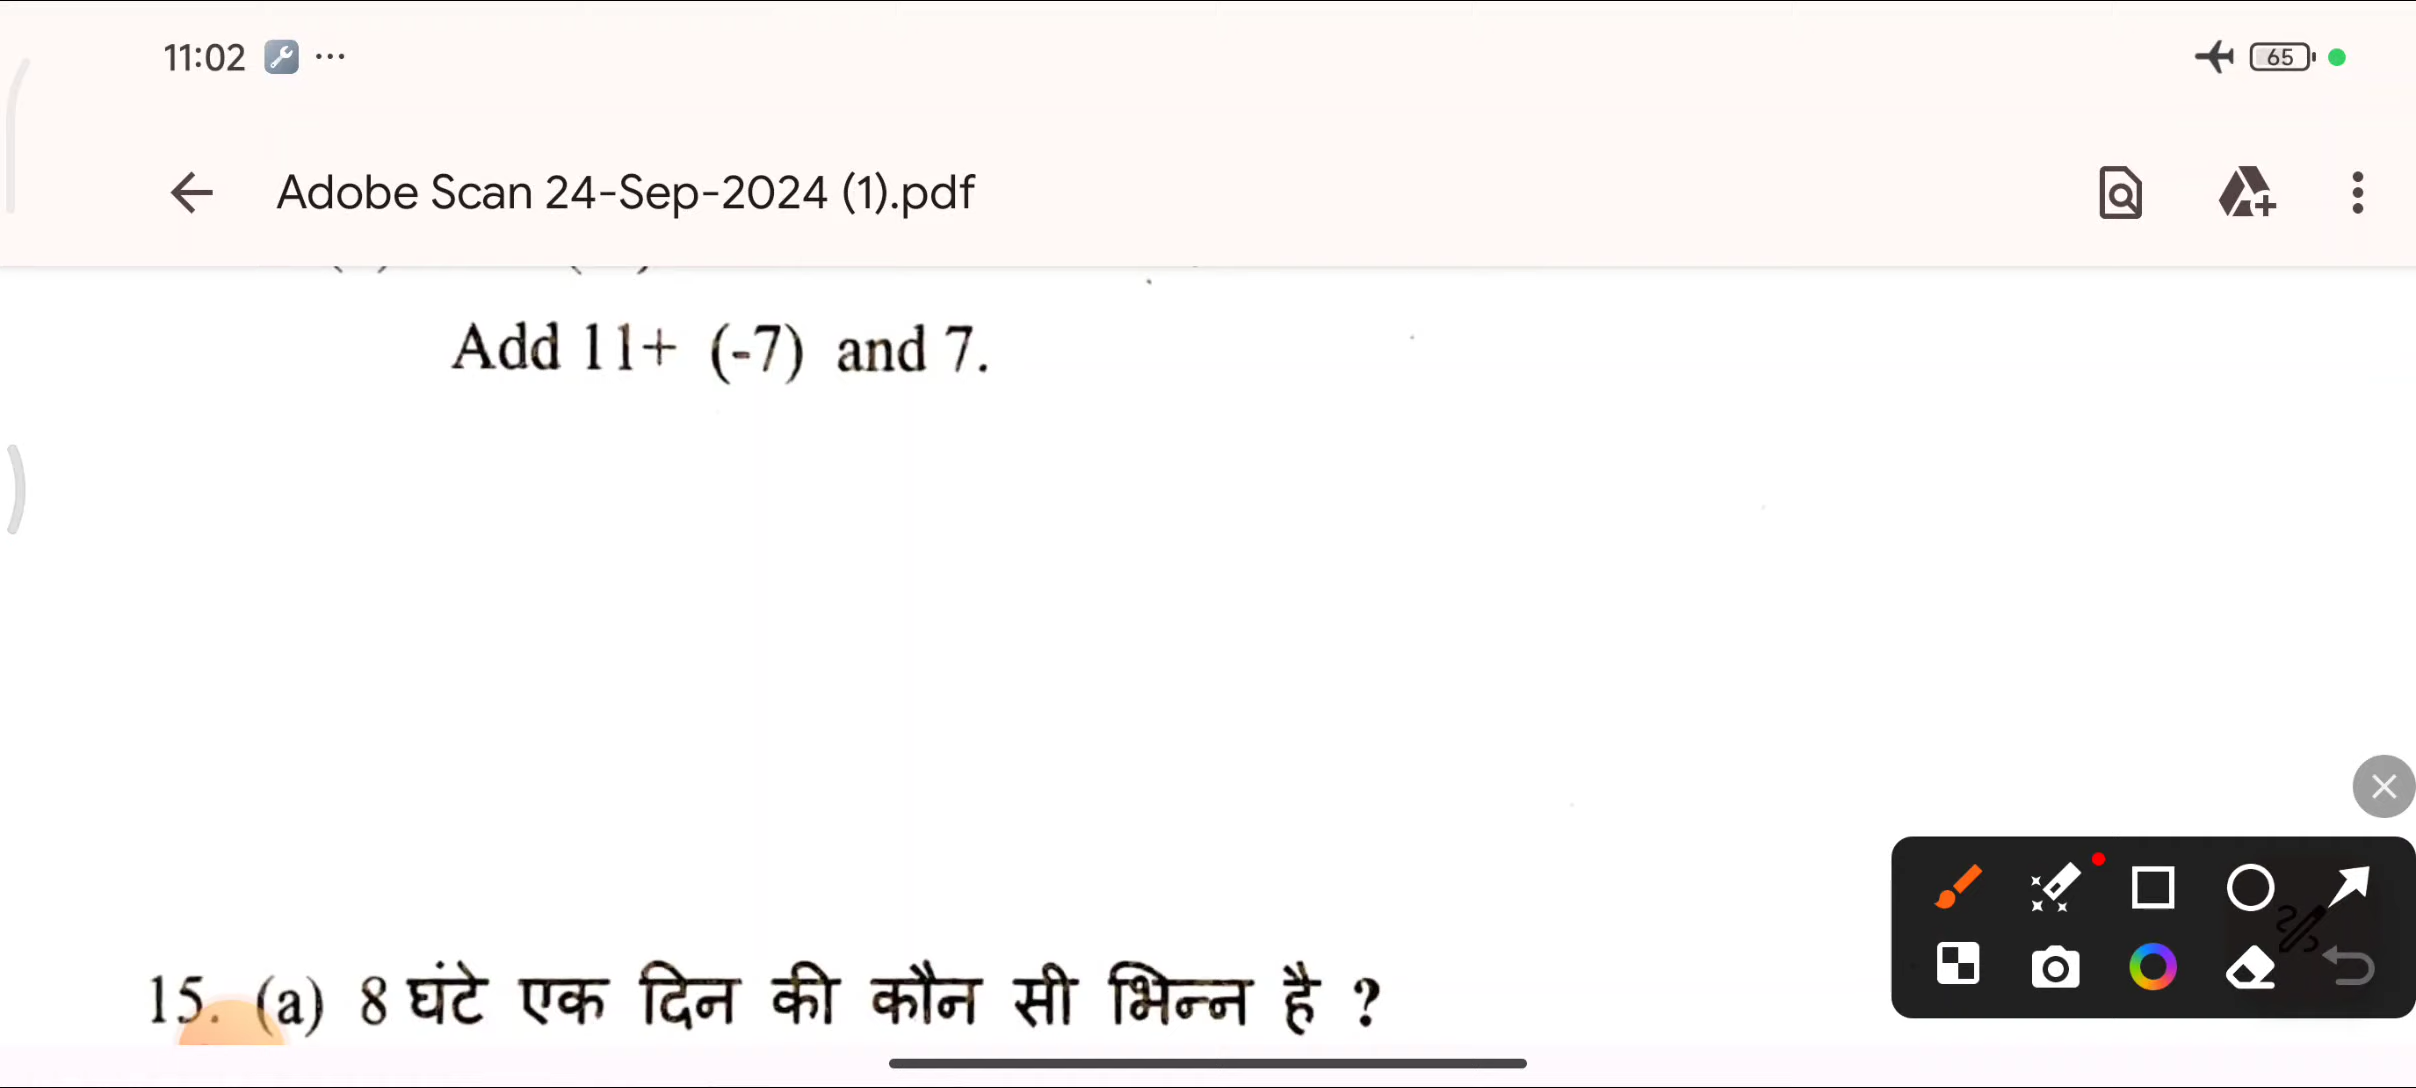 11:02 ... 65
Adobe Scan 24-Sep-2024 (1).pdf
Add 11+ (-7) and 7.
15. (a) 8 घंटे एक दिन की कौन सी भिन्न है ?